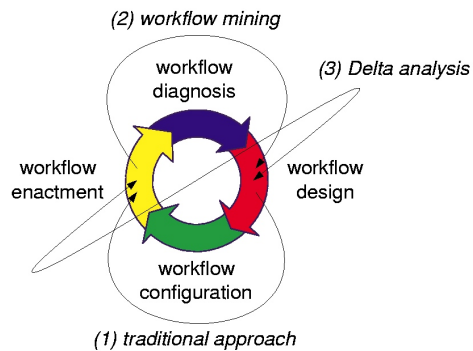 (2) workflow mining
workflow
diagnosis
(3) Delta analysis
workflow
enactment
workflow
design
workflow
configuration
(1) traditional approach